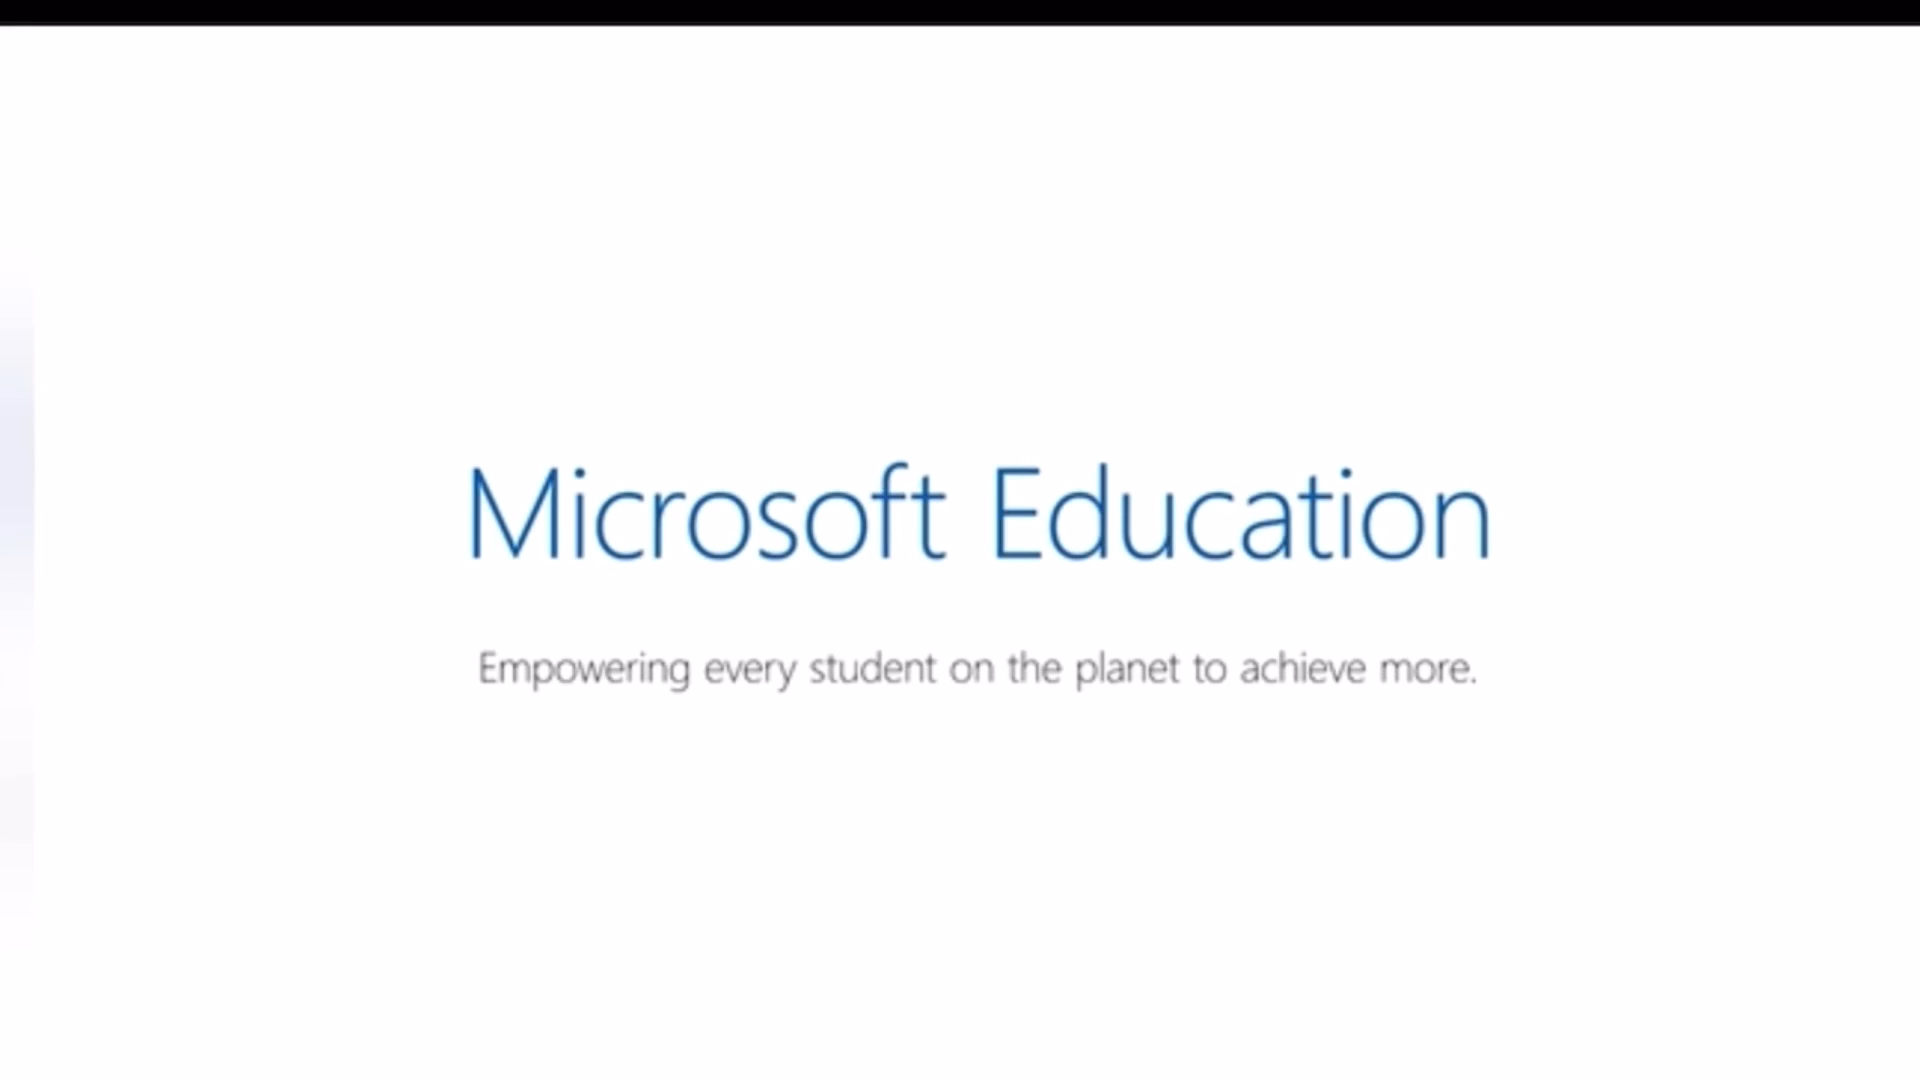 Microsoft Education
Empowering every student on the planet to achieve more.